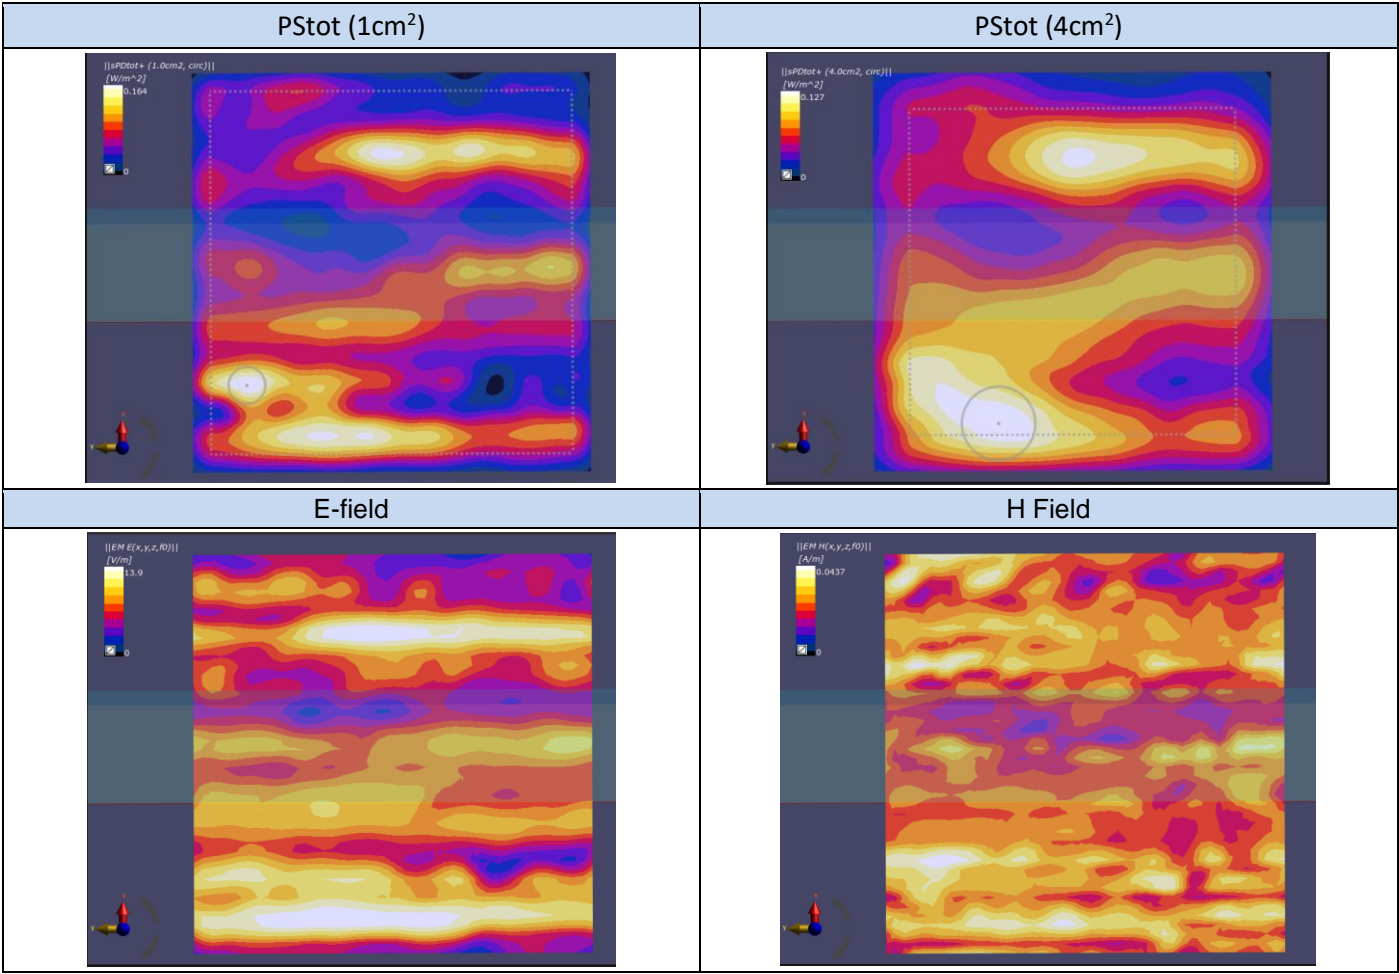 PStot (1cm²)
PStot (4cm²)
||sPDtot+ (1.0cm2, circ)||
[W/m^2]
0.164
0
||sPDtot+ (4.0cm2, circ)||
[W/m^2]
0.127
0
E-field
H Field
||EM E(x,y,z,f0)||
[V/m]
13.9
0
||EM H(x,y,z,f0)||
[A/m]
0.0437
0